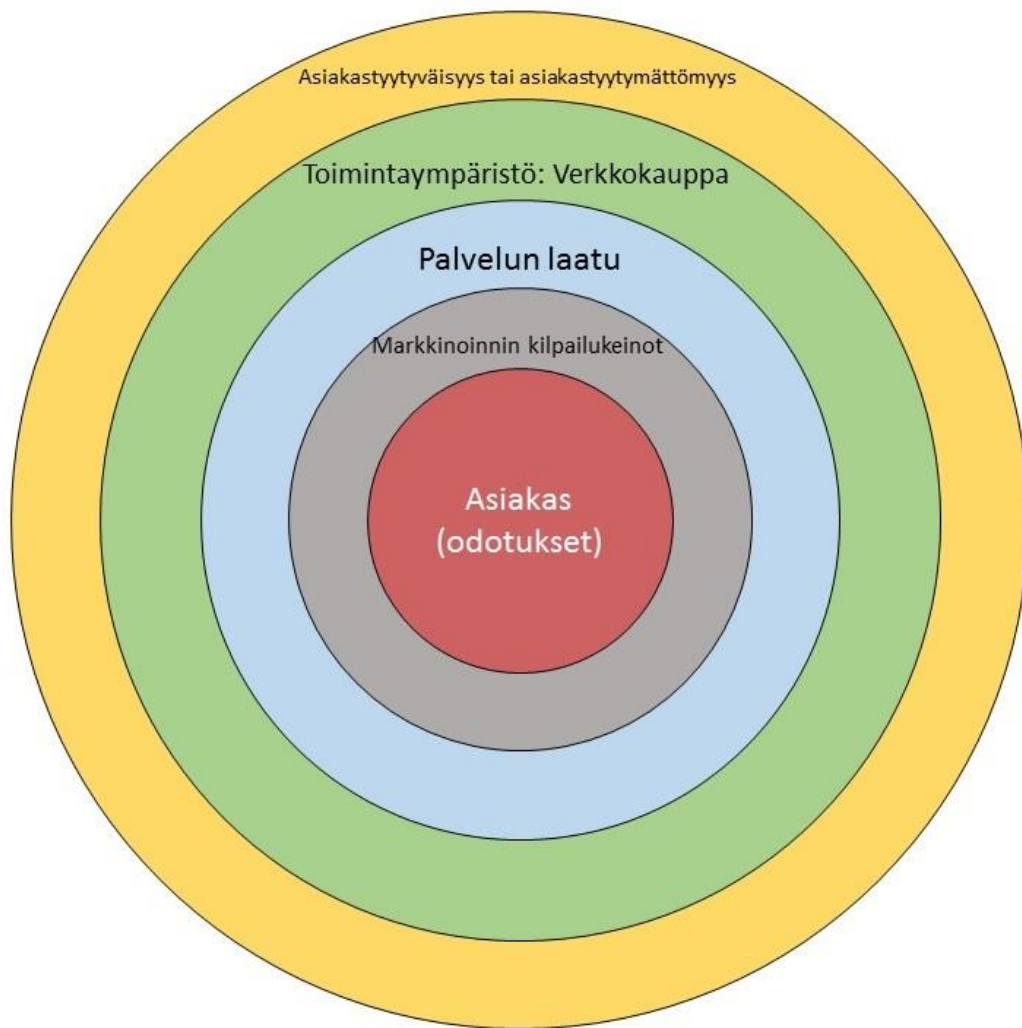 Asiakastyytyväisyys tai asiakastyytymättömyys
Toimintaympäristö: Verkkokauppa
Palvelun laatu
Markkinoinnin kilpailukeinot
Asiakas
(odotukset)